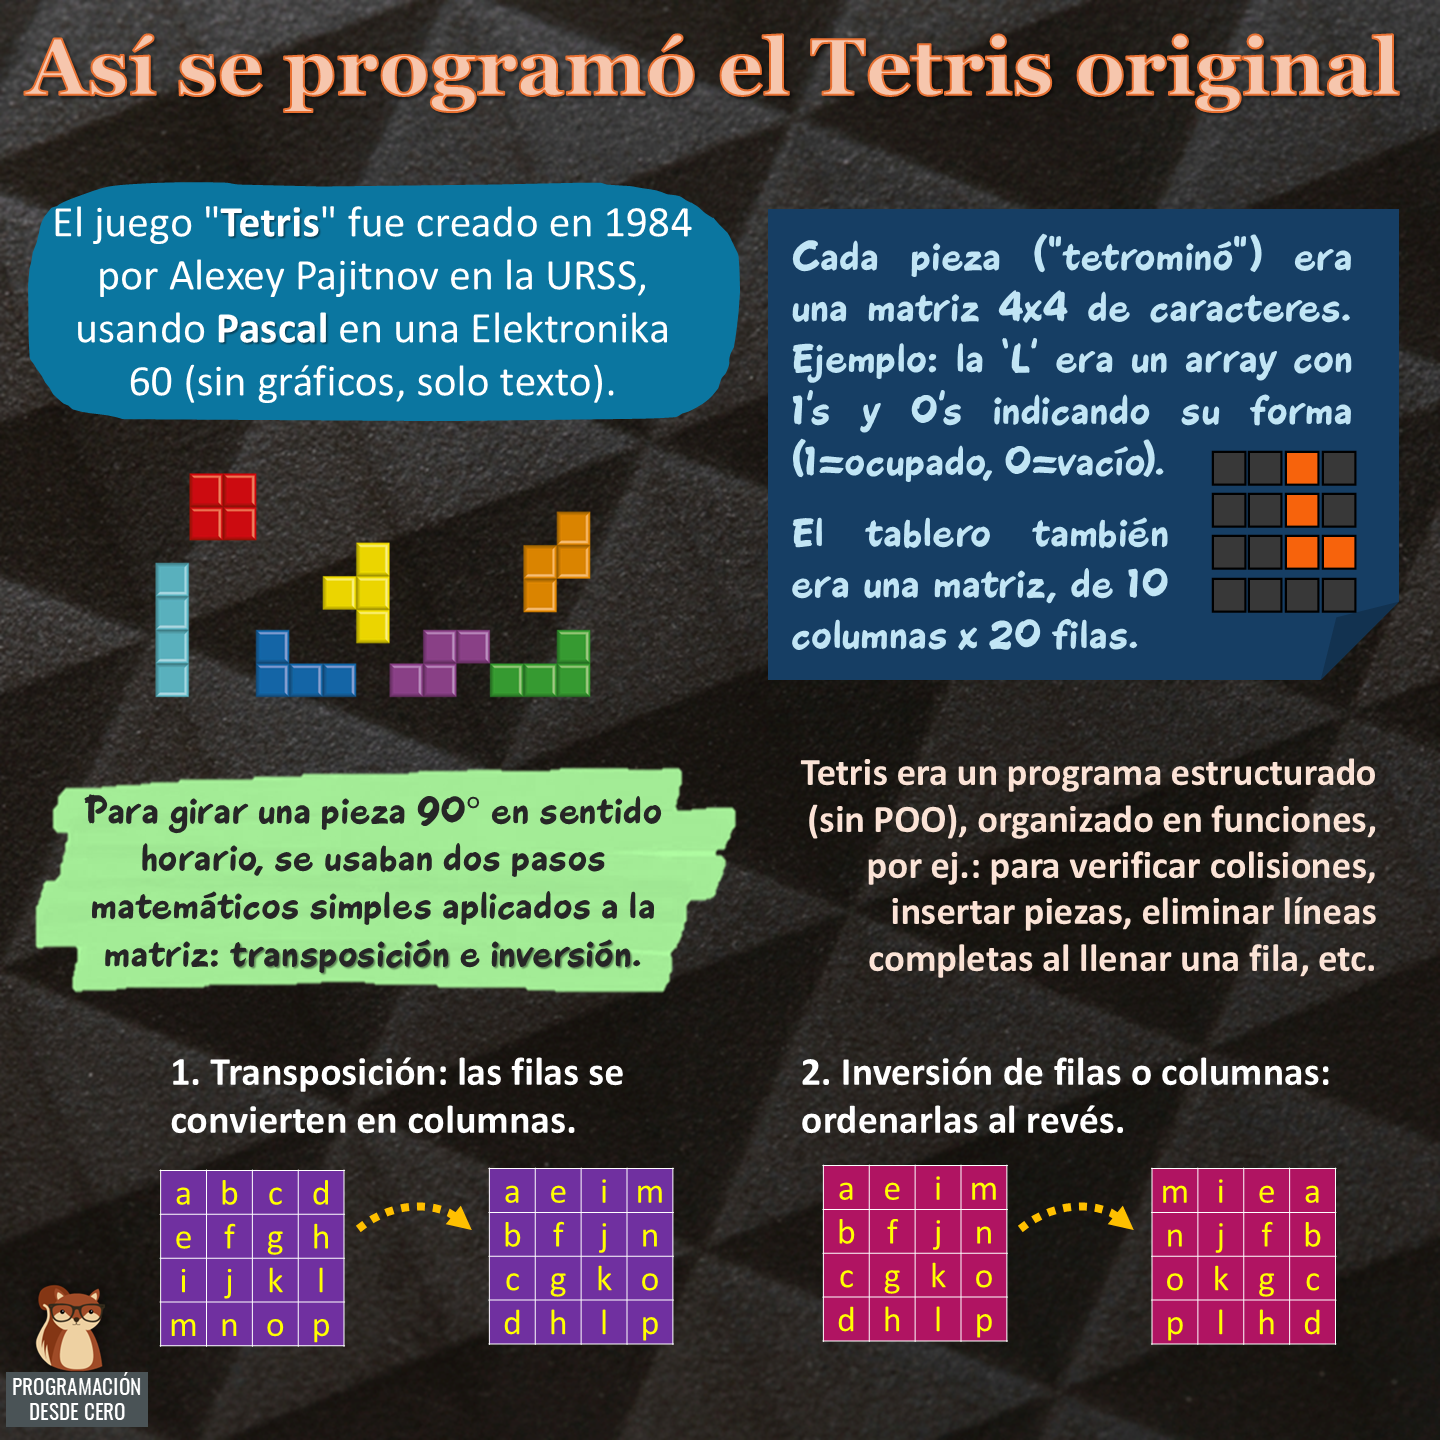 Así se programó el Tetris original
El juego "Tetris" fue creado en 1984
por Alexey Pajitnov en la URSS,
usando Pascal en una Elektronika
60 (sin gráficos, solo texto).
Cada pieza ("tetrominó") era
una matriz 4x4 de caracteres.
Ejemplo: la 'L' era un array con
1's y 0's indicando su forma
(1=ocupado, 0=vacío).
El tablero también
era una matriz, de 10
columnas x 20 filas.
Para girar una pieza 90° en sentido
horario, se usaban dos pasos
matemáticos simples aplicados a la
matriz: transposición e inversión.
Tetris era un programa estructurado
(sin POO), organizado en funciones,
por ej.: para verificar colisiones,
insertar piezas, eliminar líneas
completas al llenar una fila, etc.
1. Transposición: las filas se
convierten en columnas.
a b c d
e f g h
i j k l
m n o p
a e i m
b f j n
c g k o
d h l p
2. Inversión de filas o columnas:
ordenarlas al revés.
a e i m
b f j n
c g k o
d h l p
m i e a
n j f b
o k g c
p l h d
PROGRAMACIÓN
DESDE CERO